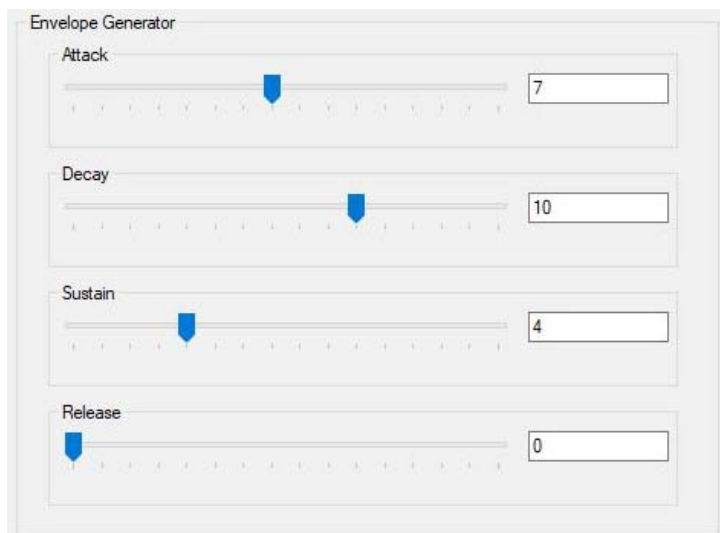 Envelope Generator
Attack
7
Decay
10
Sustain
4
Release
0